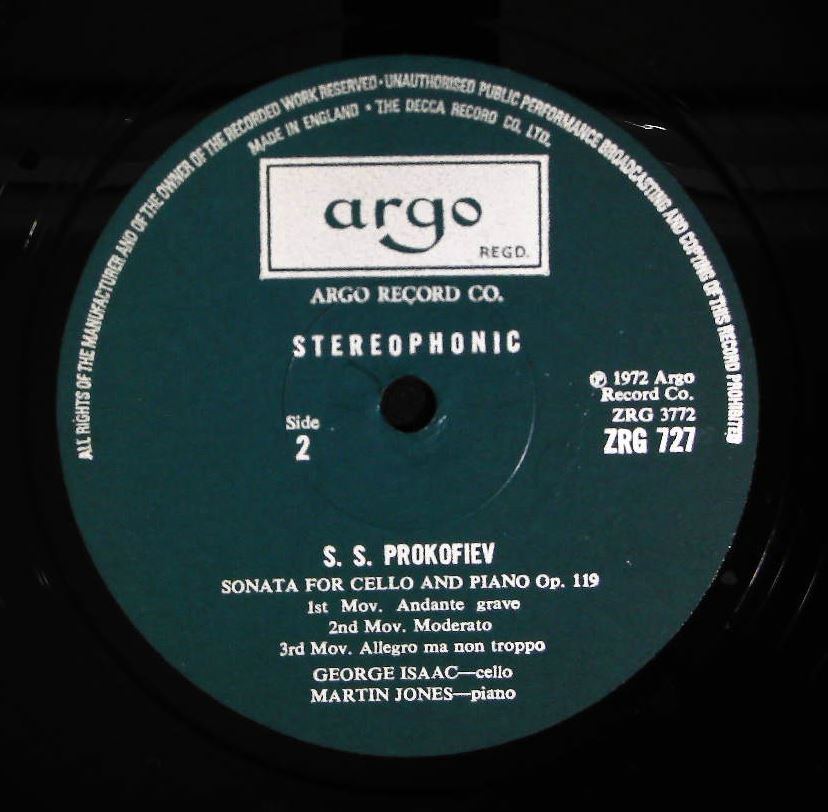 ALL RIGHTS OF THE MANUFACTURER AND OF THE OWNER OF THE RECORDED WORK RESERVED · UNAUTHORISED PUBLIC PERFORMANCE BROADCASTING AND COPYING OF THIS RECORD PROHIBITED
MADE IN ENGLAND • THE DECCA RECORD CO. LTD.
argo
REGD.
ARGO RECORD CO.
STEREOPHONIC
℗ 1972 Argo
Record Co.
ZRG 3772
ZRG 727
Side
2
S. S. PROKOFIEV
SONATA FOR CELLO AND PIANO Op. 119
1st Mov. Andante grave
2nd Mov. Moderato
3rd Mov. Allegro ma non troppo
GEORGE ISAAC—cello
MARTIN JONES—piano